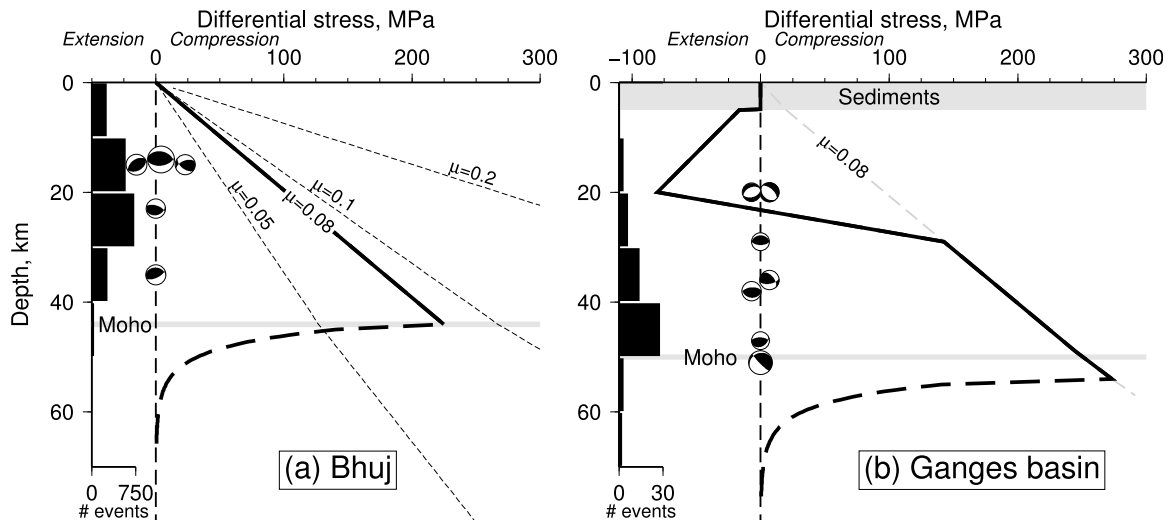 Differential stress, MPa
Extension Compression
0 100 200 300
Depth, km
0
20
40
60
μ=0.2
μ=0.1
μ=0.08
μ=0.05
Moho
(a) Bhuj
0 750
# events
Differential stress, MPa
Extension Compression
−100 0 100 200 300
0
20
40
60
Sediments
μ=0.08
Moho
(b) Ganges basin
0 30
# events